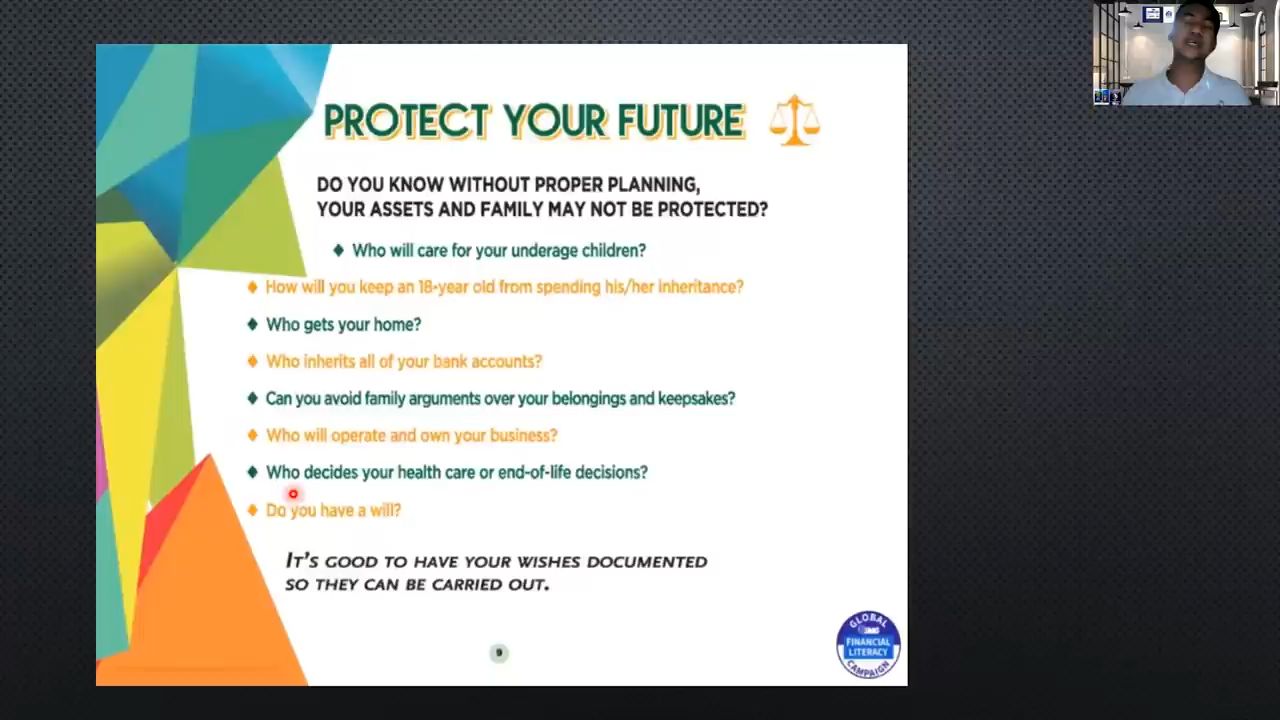 PROTECT YOUR FUTURE
DO YOU KNOW WITHOUT PROPER PLANNING,
YOUR ASSETS AND FAMILY MAY NOT BE PROTECTED?
♦ Who will care for your underage children?
♦ How will you keep an 18-year old from spending his/her inheritance?
♦ Who gets your home?
♦ Who inherits all of your bank accounts?
♦ Can you avoid family arguments over your belongings and keepsakes?
♦ Who will operate and own your business?
♦ Who decides your health care or end-of-life decisions?
♦ Do you have a will?
IT'S GOOD TO HAVE YOUR WISHES DOCUMENTED
SO THEY CAN BE CARRIED OUT.
9
GLOBAL
FINANCIAL
LITERACY
CAMPAIGN